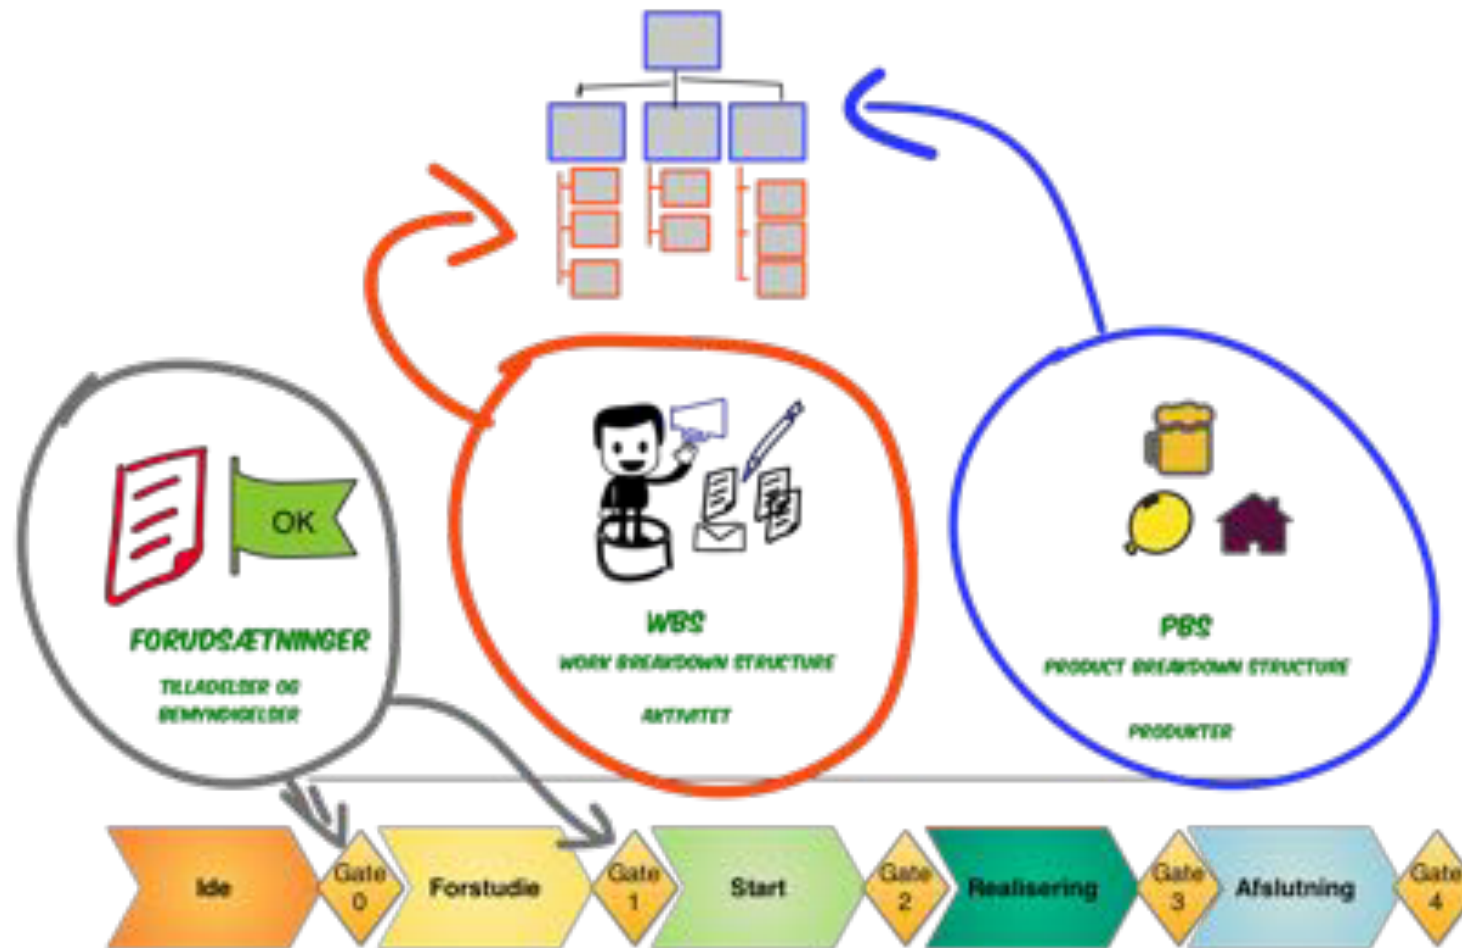 OK
FORUDSÆTNINGER
TILLADELSER OG
BEMYNDIGELSER
WBS
WORK BREAKDOWN STRUCTURE
AKTIVITET
PBS
PRODUCT BREAKDOWN STRUCTURE
PRODUKTER
Ide
Gate
0
Forstudie
Gate
1
Start
Gate
2
Realisering
Gate
3
Afslutning
Gate
4